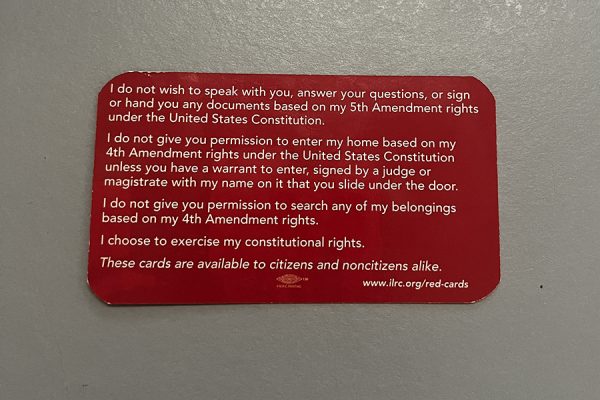 I do not wish to speak with you, answer your questions, or sign
or hand you any documents based on my 5th Amendment rights
under the United States Constitution.
I do not give you permission to enter my home based on my
4th Amendment rights under the United States Constitution
unless you have a warrant to enter, signed by a judge or
magistrate with my name on it that you slide under the door.
I do not give you permission to search any of my belongings
based on my 4th Amendment rights.
I choose to exercise my constitutional rights.
These cards are available to citizens and noncitizens alike.
www.ilrc.org/red-cards